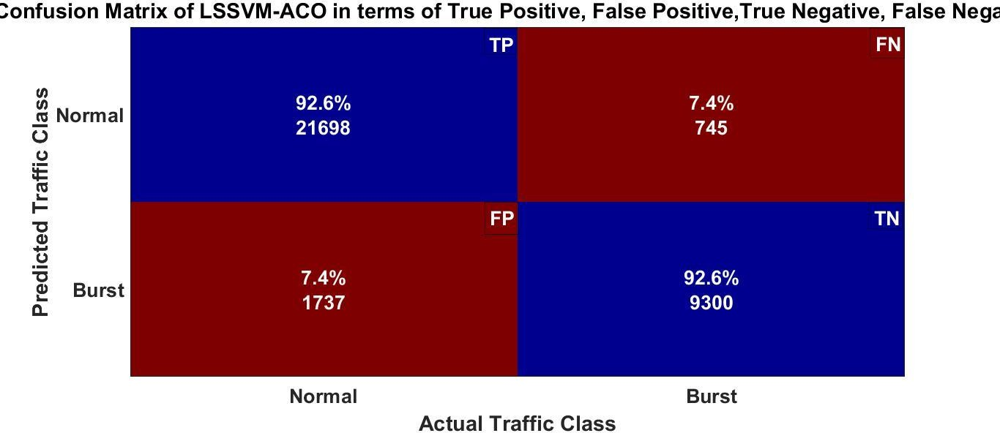 Confusion Matrix of LSSVM-ACO in terms of True Positive, False Positive,True Negative, False Nega
TP
FN
92.6%
21698
7.4%
745
Normal
FP
TN
7.4%
1737
92.6%
9300
Burst
Predicted Traffic Class
Normal
Burst
Actual Traffic Class